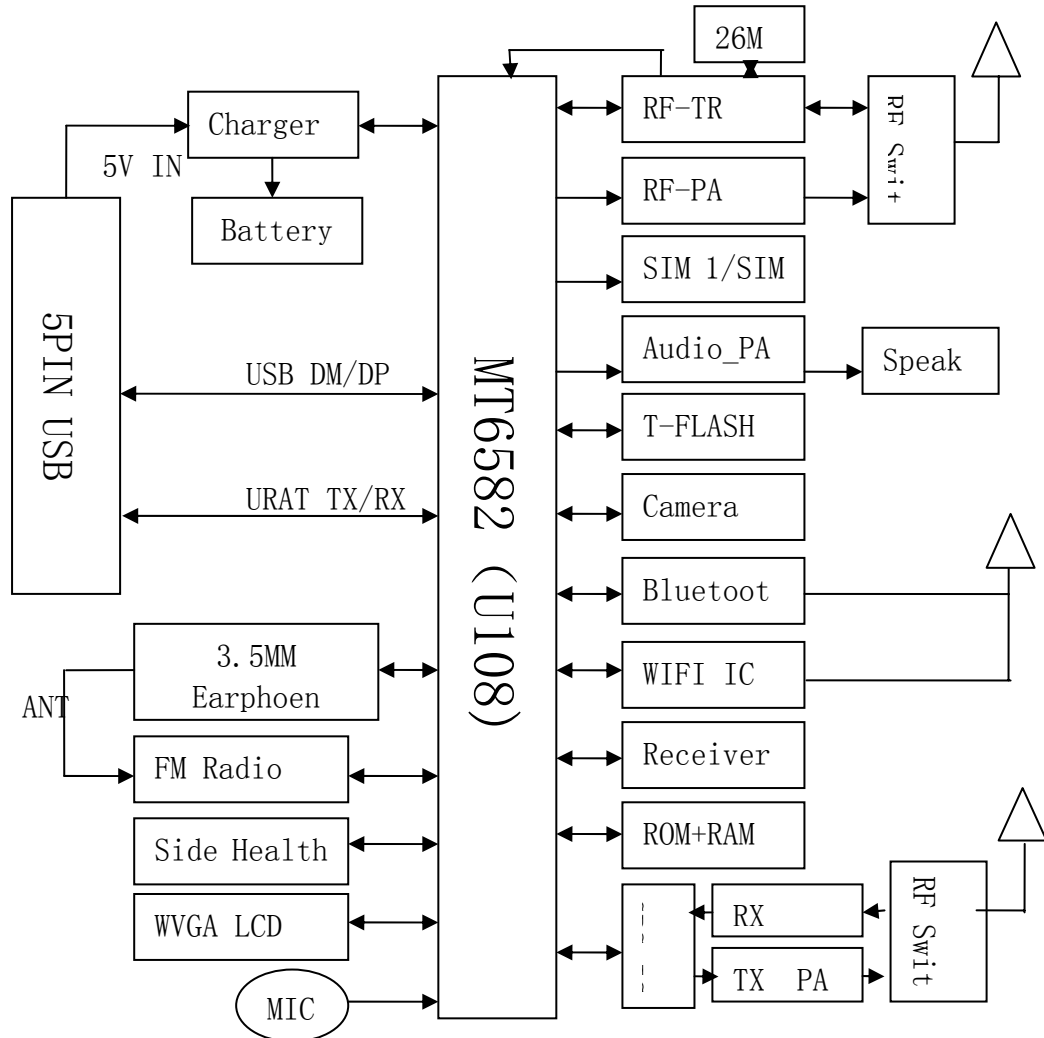 26M
RF-TR
RF Swit
Charger
5V IN
RF-PA
Battery
SIM 1/SIM
5PIN USB
MT6582 (U108)
Audio_PA
Speak
USB DM/DP
T-FLASH
URAT TX/RX
Camera
Bluetoot
3.5MM
Earphoen
WIFI IC
ANT
FM Radio
Receiver
Side Health
ROM+RAM
WVGA LCD
RX
RF Swit
TX PA
MIC